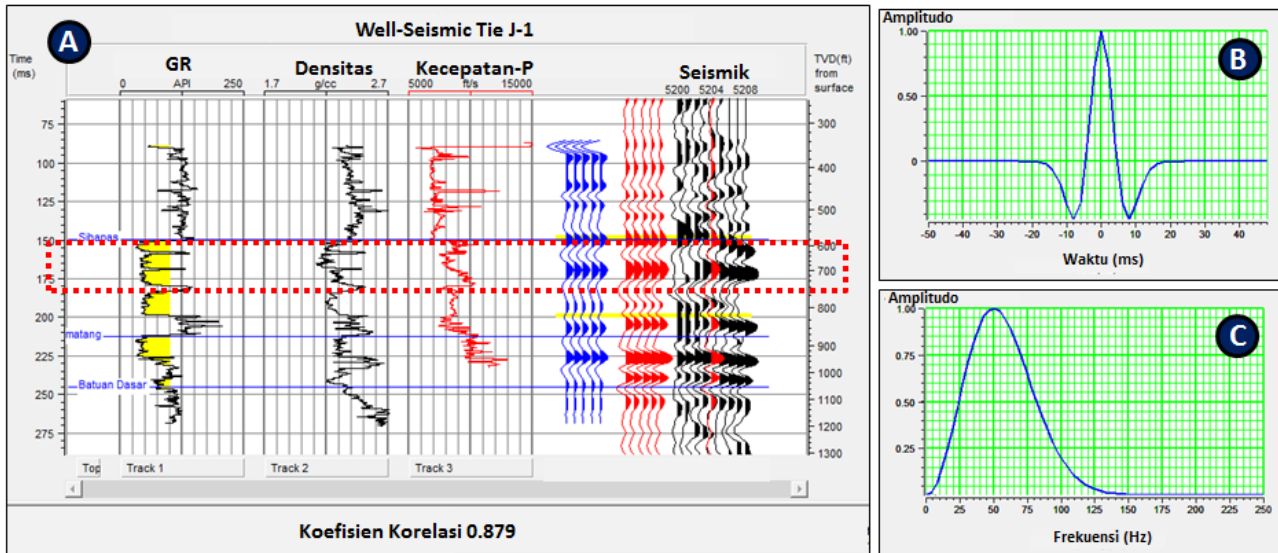 A
Well-Seismic Tie J-1
Time
(ms)
GR
0 API 250
Densitas
1.7 g/cc 2.7
Kecepatan-P
5000 ft/s 15000
Seismik
5200 5204 5208
TVD(ft)
from
surface
75
100
125
150
175
200
225
250
275
Sihapas
matang
Batuan Dasar
300
400
500
600
700
800
900
1000
1100
1200
1300
Top
Track 1
Track 2
Track 3
Koefisien Korelasi 0.879
Amplitudo
B
1.00
0.50
0
-50 -40 -30 -20 -10 0 10 20 30 40
Waktu (ms)
Amplitudo
C
1.00
0.75
0.50
0.25
0 25 50 75 100 125 150 175 200 225 250
Frekuensi (Hz)